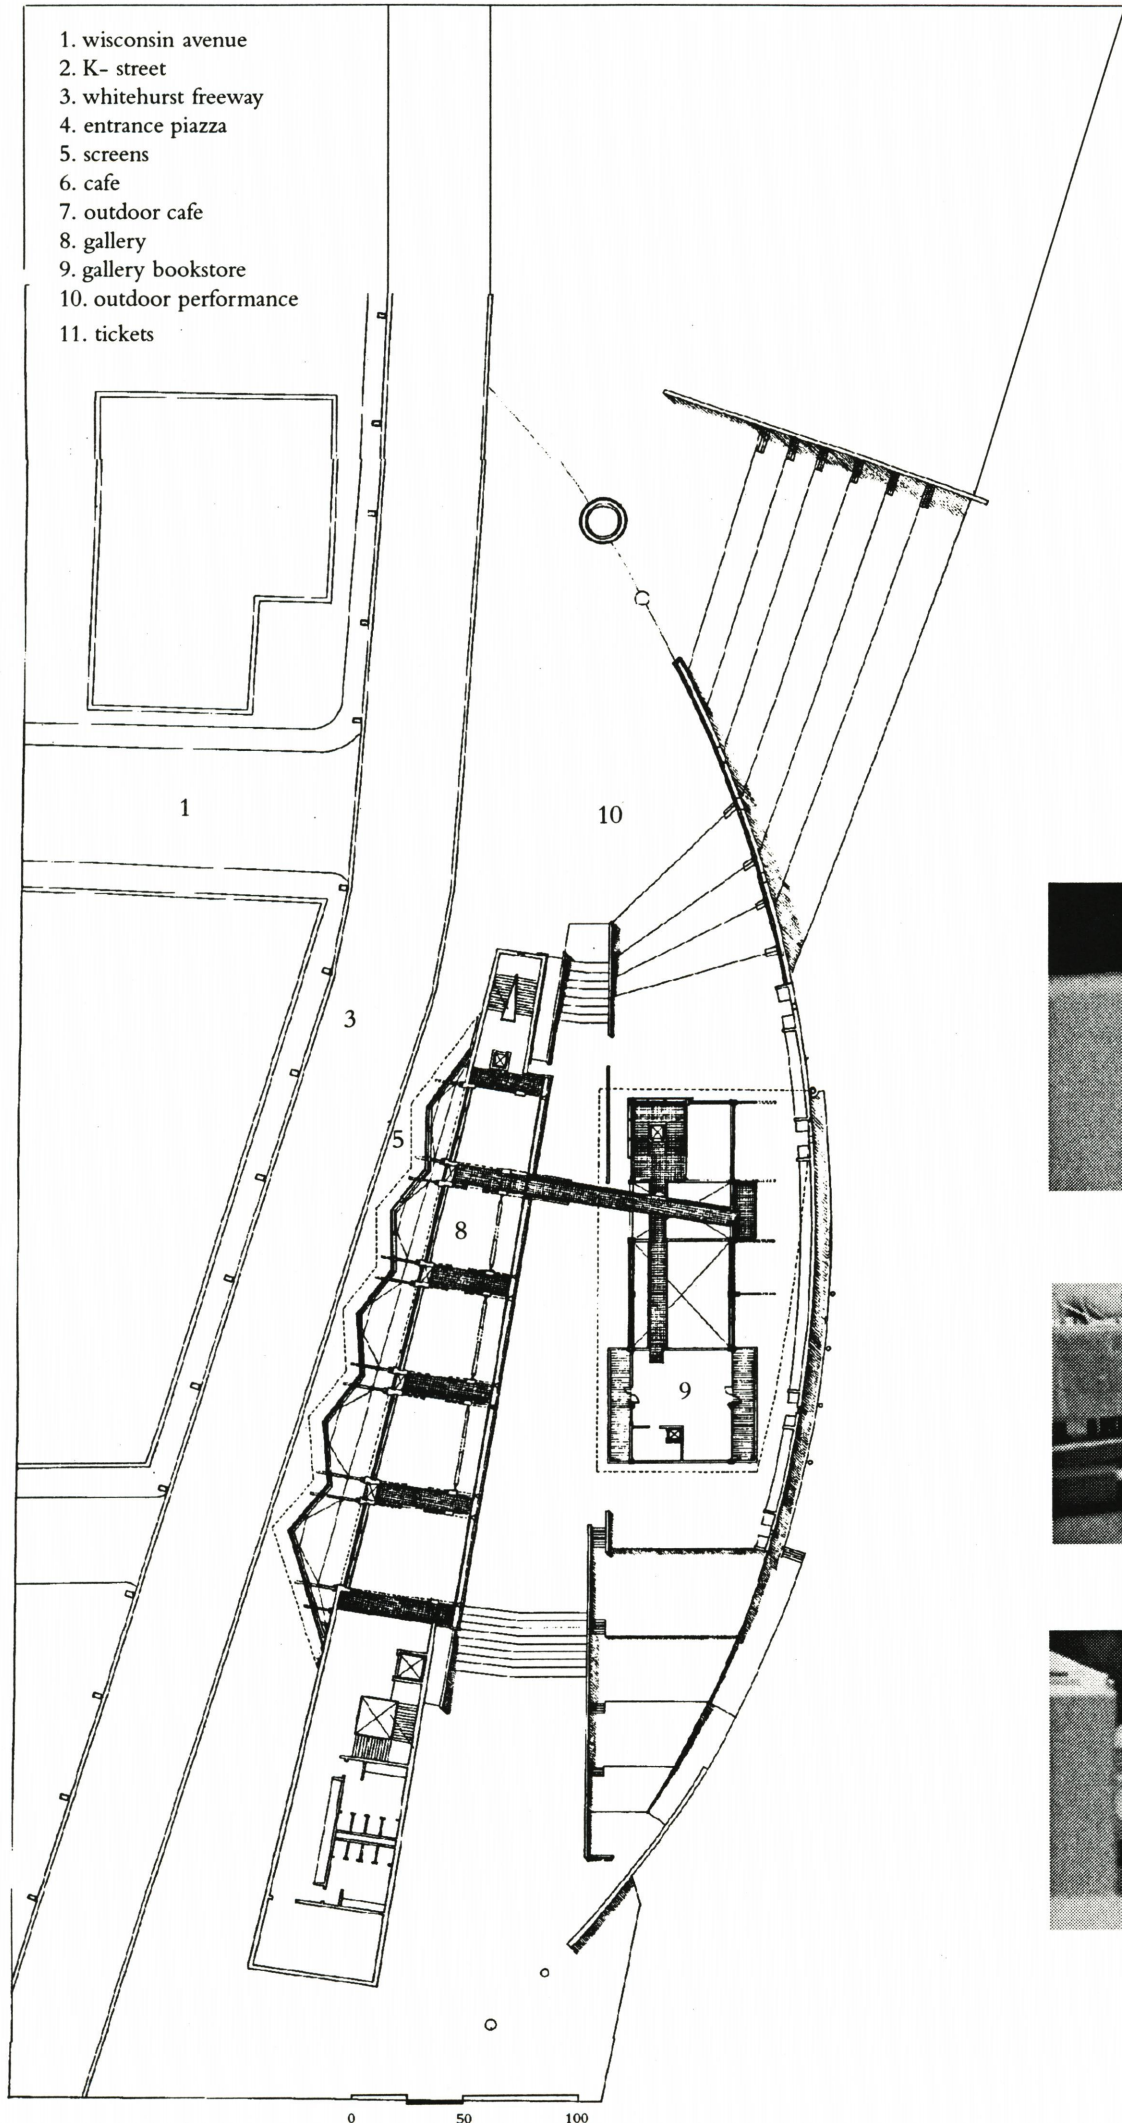 1. wisconsin avenue
2. K- street
3. whitehurst freeway
4. entrance piazza
5. screens
6. cafe
7. outdoor cafe
8. gallery
9. gallery bookstore
10. outdoor performance
11. tickets
1
10
3
5
8
9
0 50 100